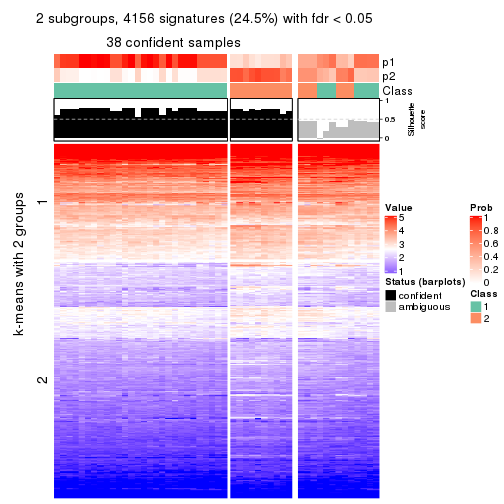 2 subgroups, 4156 signatures (24.5%) with fdr < 0.05
38 confident samples
p1
p2
Class
1
0.5
0
Silhouette
score
k-means with 2 groups
1
2
Value
5
4
3
2
1
Prob
1
0.8
0.6
0.4
0.2
0
Status (barplots)
confident
ambiguous
Class
1
2